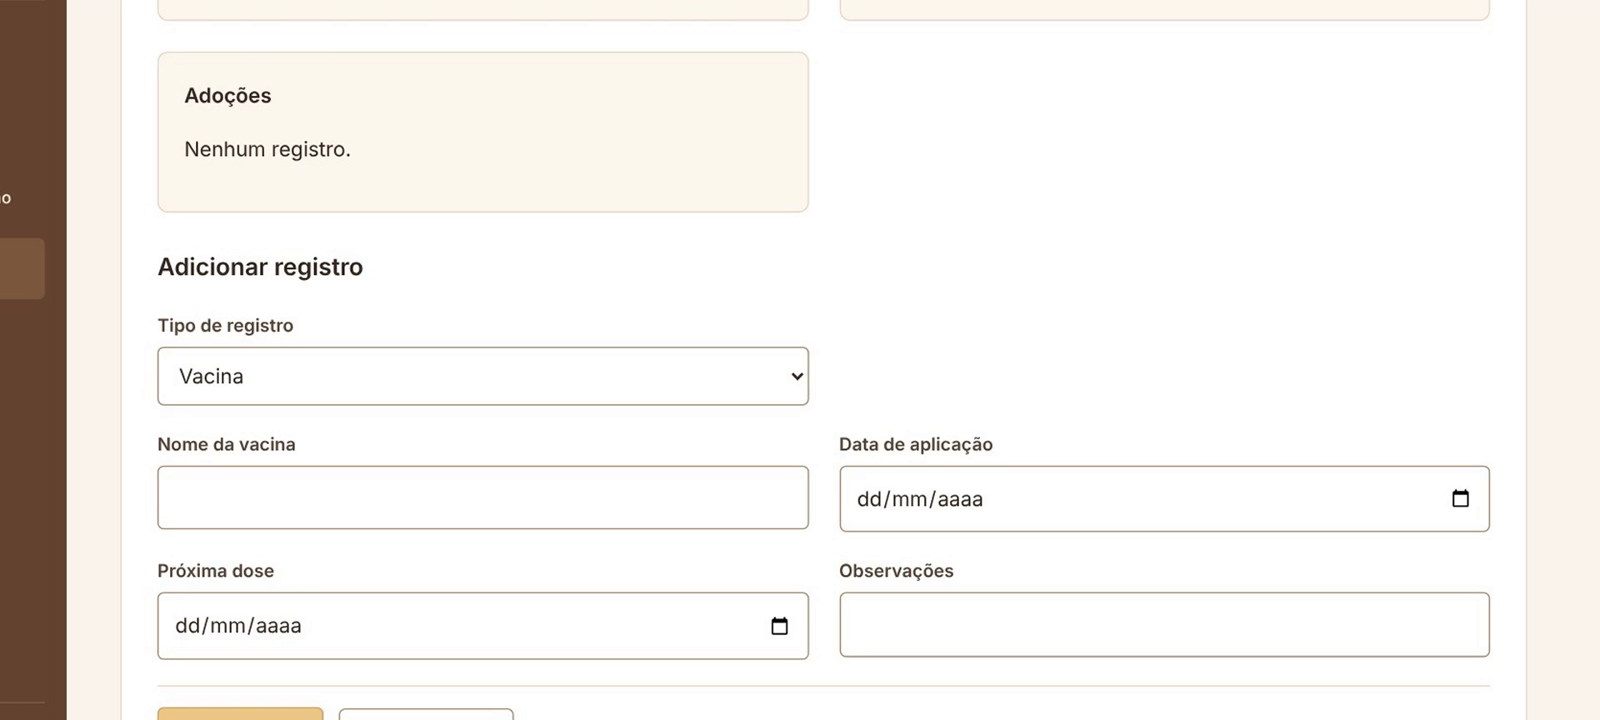 Adoções
Nenhum registro.
Adicionar registro
Tipo de registro
Vacina
Nome da vacina
Data de aplicação
dd/mm/aaaa
Próxima dose
Observações
dd/mm/aaaa